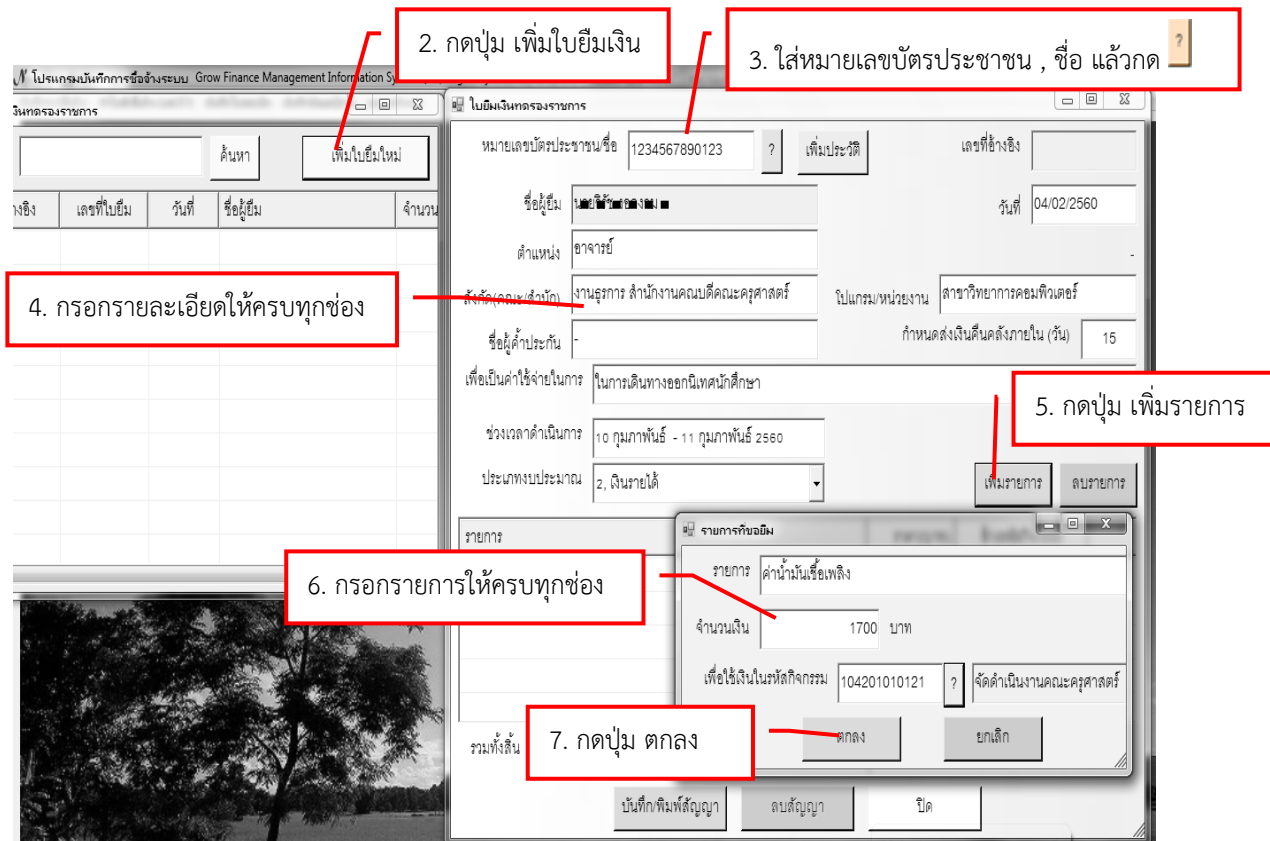 2. กดปุ่ม เพิ่มใบยืมเงิน
3. ใส่หมายเลขบัตรประชาชน , ชื่อ แล้วกด ?
โปรแกรมบันทึกการซื้อจ้างระบบ Grow Finance Management Information
เงินทดรองราชการ
ใบยืมเงินทดรองราชการ
ค้นหา
เพิ่มใบยืมใหม่
หมายเลขบัตรประชาชน/ชื่อ 1234567890123 ? เพิ่มประวัติ
เลขที่อ้างอิง
เลขที่ใบยืม วันที่ ชื่อผู้ยืม จำนวน
ชื่อผู้ยืม
วันที่ 04/02/2560
ตำแหน่ง อาจารย์
-
4. กรอกรายละเอียดให้ครบทุกช่อง
สังกัด(คณะ/สำนัก) งานธุรการ สำนักงานคณบดีคณะครุศาสตร์
โปรแกรม/หน่วยงาน สาขาวิทยาการคอมพิวเตอร์
ชื่อผู้ค้ำประกัน -
กำหนดส่งเงินคืนคลังภายใน (วัน) 15
เพื่อเป็นค่าใช้จ่ายในการ ในการเดินทางออกนิเทศนักศึกษา
5. กดปุ่ม เพิ่มรายการ
ช่วงเวลาดำเนินการ 10 กุมภาพันธ์ - 11 กุมภาพันธ์ 2560
ประเภทงบประมาณ 2, เงินรายได้
เพิ่มรายการ ลบรายการ
รายการ
รายการที่ขอยืม
รายการ ค่าน้ำมันเชื้อเพลิง
6. กรอกรายการให้ครบทุกช่อง
จำนวนเงิน 1700 บาท
เพื่อใช้เงินในรหัสกิจกรรม 104201010121 ? จัดดำเนินงานคณะครุศาสตร์
7. กดปุ่ม ตกลง
ตกลง ยกเลิก
รวมทั้งสิ้น
บันทึก/พิมพ์สัญญา ลบสัญญา ปิด